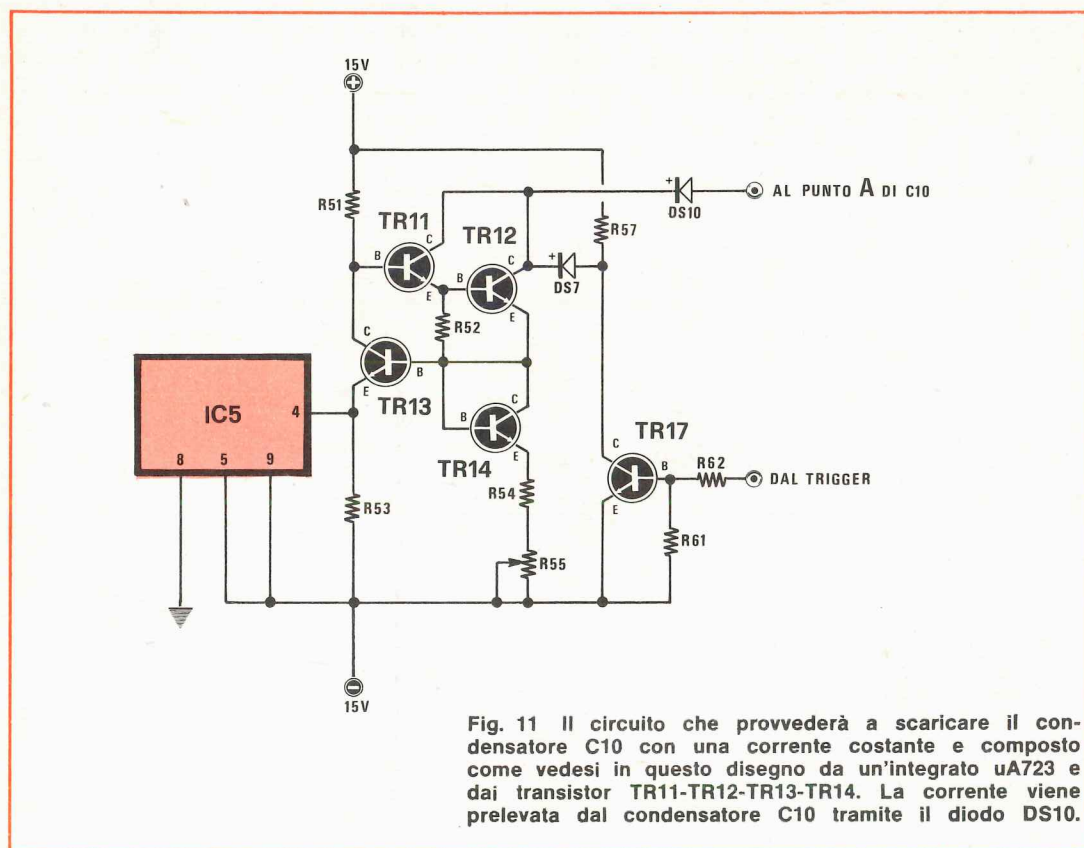 15V
R51
TR11
B
C
E
TR12
B
C
E
R52
DS10
AL PUNTO A DI C10
R57
DS7
C
B
E
TR13
IC5
4
8
5
9
R53
B
C
E
TR14
R54
R55
TR17
C
B
E
R62
DAL TRIGGER
R61
15V
Fig. 11 Il circuito che provvederà a scaricare il con-
densatore C10 con una corrente costante e composto
come vedesi in questo disegno da un'integrato uA723 e
dai transistor TR11-TR12-TR13-TR14. La corrente viene
prelevata dal condensatore C10 tramite il diodo DS10.